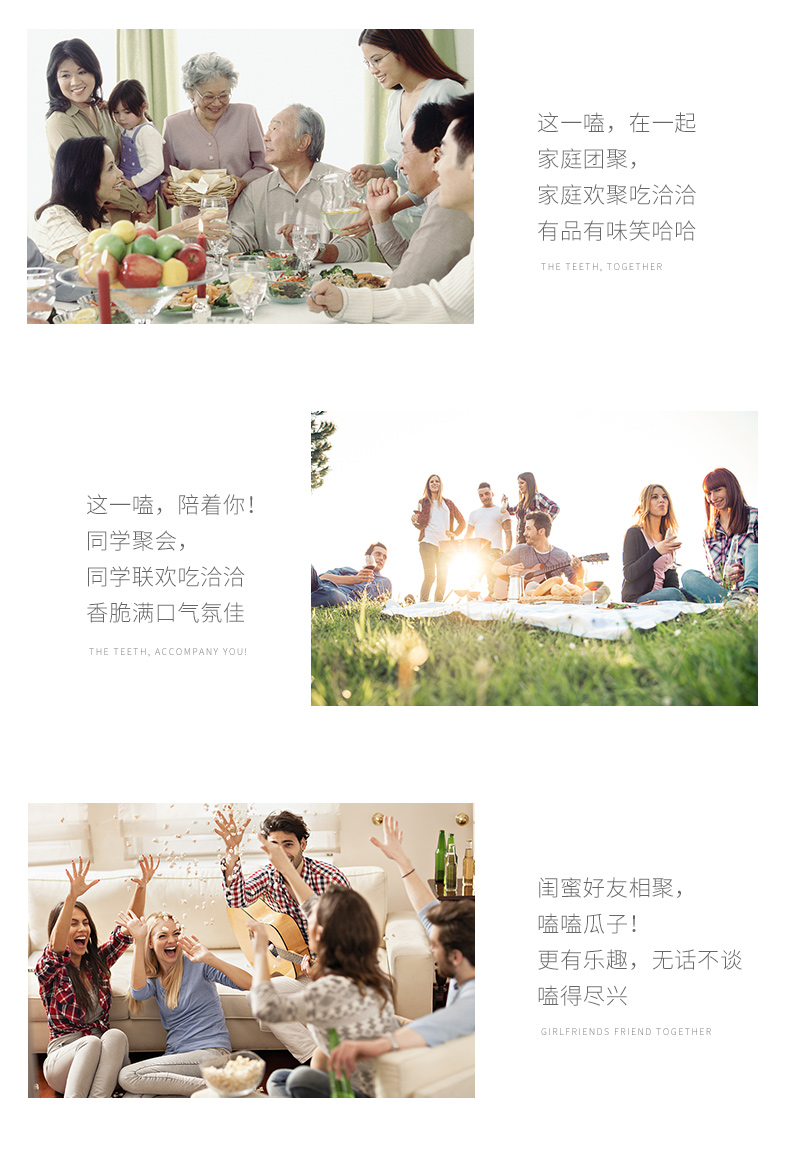 这一嗑，在一起
家庭团聚，
家庭欢聚吃洽洽
有品有味笑哈哈
THE TEETH, TOGETHER
这一嗑，陪着你！
同学聚会，
同学联欢吃洽洽
香脆满口气氛佳
THE TEETH, ACCOMPANY YOU!
闺蜜好友相聚，
嗑嗑瓜子！
更有乐趣，无话不谈
嗑得尽兴
GIRLFRIENDS FRIEND TOGETHER